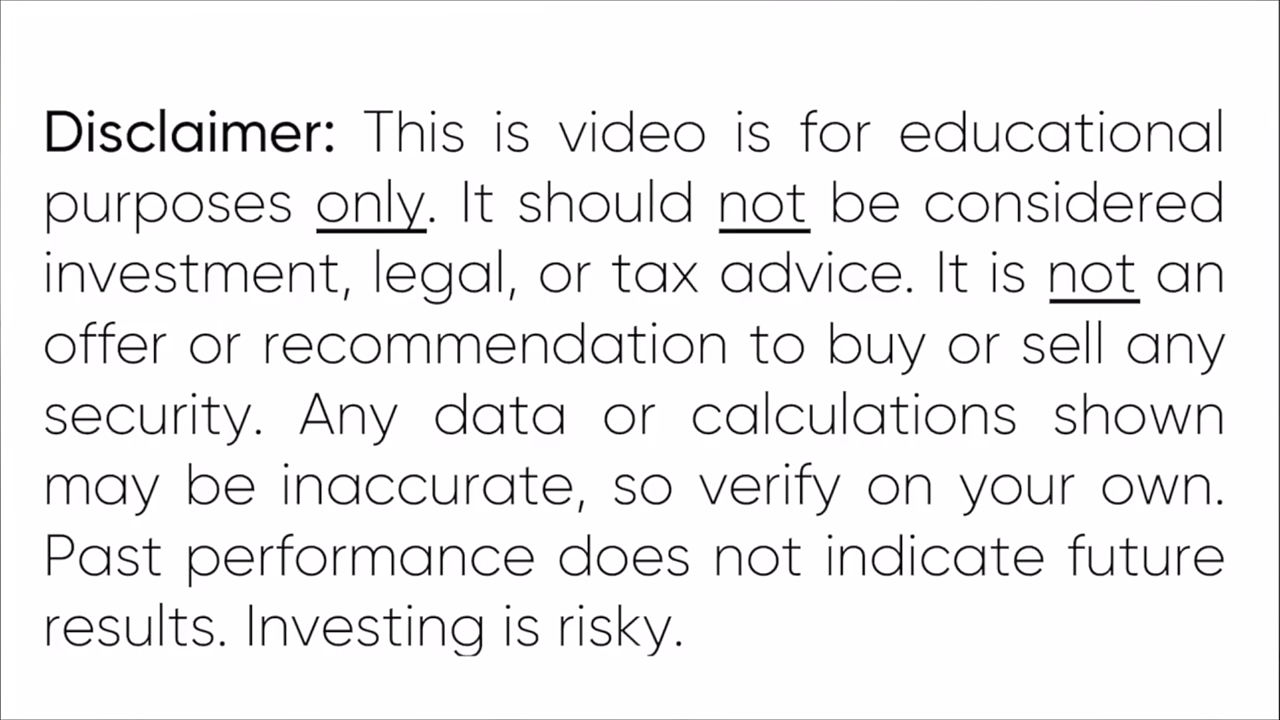 Disclaimer: This is video is for educational
purposes only. It should not be considered
investment, legal, or tax advice. It is not an
offer or recommendation to buy or sell any
security. Any data or calculations shown
may be inaccurate, so verify on your own.
Past performance does not indicate future
results. Investing is risky.